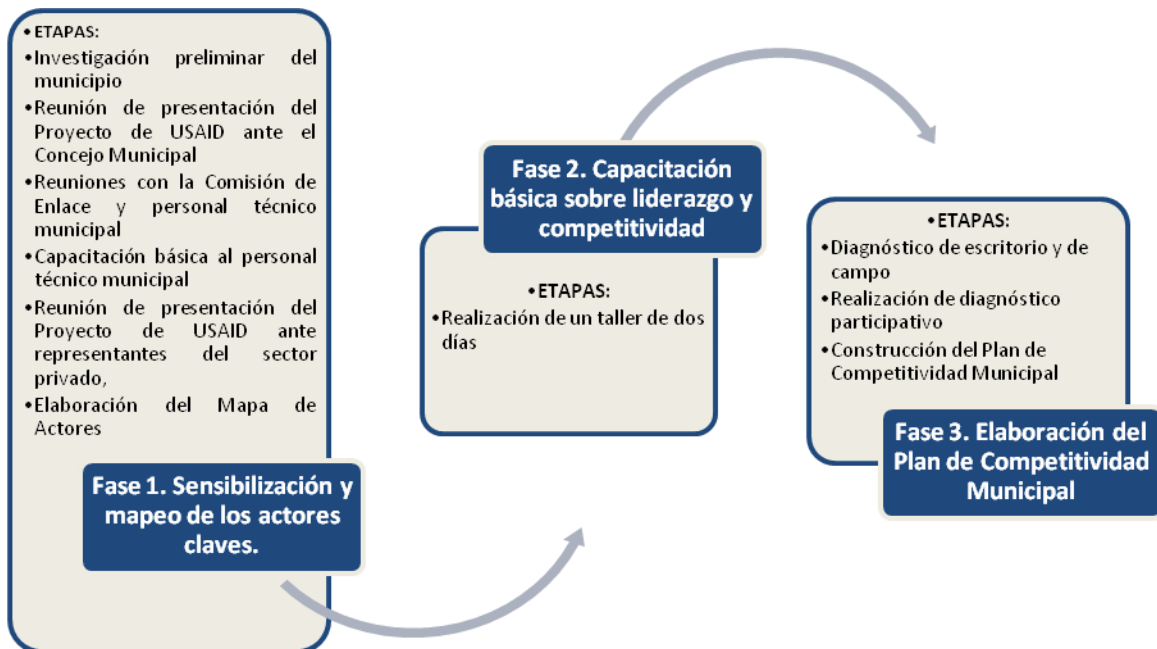 •ETAPAS:
•Investigación preliminar del
municipio
•Reunión de presentación del
Proyecto de USAID ante el
Concejo Municipal
•Reuniones con la Comisión de
Enlace y personal técnico
municipal
•Capacitación básica al personal
técnico municipal
•Reunión de presentación del
Proyecto de USAID ante
representantes del sector
privado,
•Elaboración del Mapa de
Actores
Fase 1. Sensibilización y
mapeo de los actores
claves.
Fase 2. Capacitación
básica sobre liderazgo y
competitividad
•ETAPAS:
•Realización de un taller de dos
días
•ETAPAS:
•Diagnóstico de escritorio y de
campo
•Realización de diagnóstico
participativo
•Construcción del Plan de
Competitividad Municipal
Fase 3. Elaboración del
Plan de Competitividad
Municipal